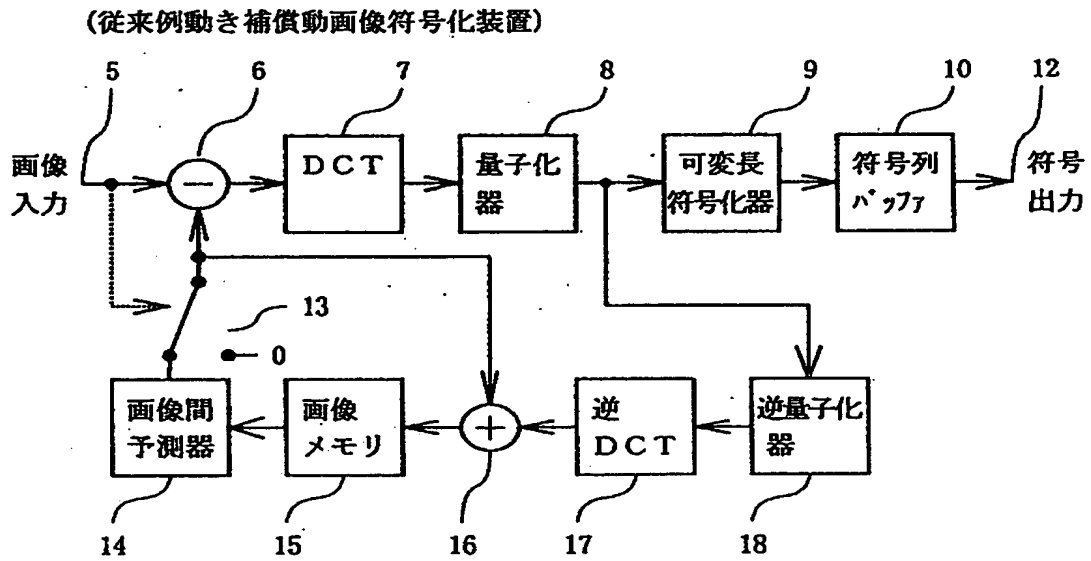 (従来例動き補償動画像符号化装置)
5
6
7
8
9
10
12
画像
入力
−
DCT
量子化
器
可変長
符号化器
符号列
バッファ
符号
出力
13
0
画像間
予測器
画像
メモリ
+
逆
DCT
逆量子化
器
14
15
16
17
18